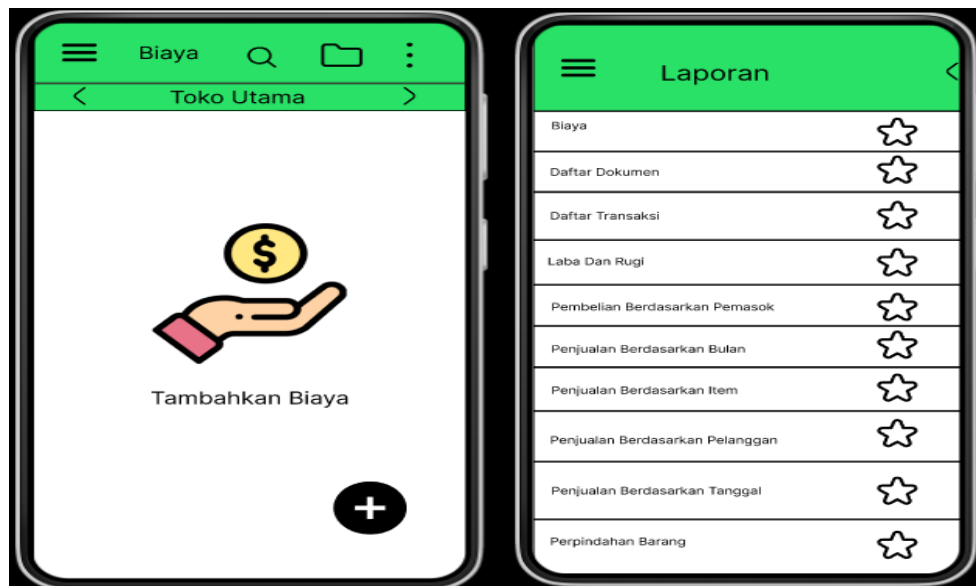 Biaya
Toko Utama
$
Tambahkan Biaya
Laporan
Biaya
Daftar Dokumen
Daftar Transaksi
Laba Dan Rugi
Pembelian Berdasarkan Pemasok
Penjualan Berdasarkan Bulan
Penjualan Berdasarkan Item
Penjualan Berdasarkan Pelanggan
Penjualan Berdasarkan Tanggal
Perpindahan Barang